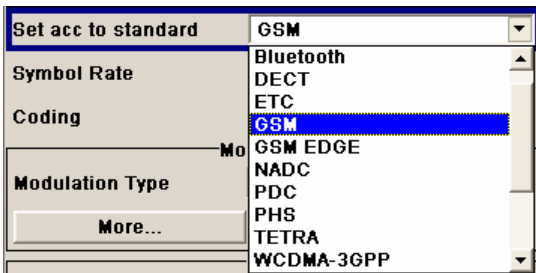 Set acc to standard GSM
Bluetooth
Symbol Rate
DECT
ETC
Coding
GSM
Mo GSM EDGE
NADC
Modulation Type
PDC
PHS
More...
TETRA
WCDMA-3GPP